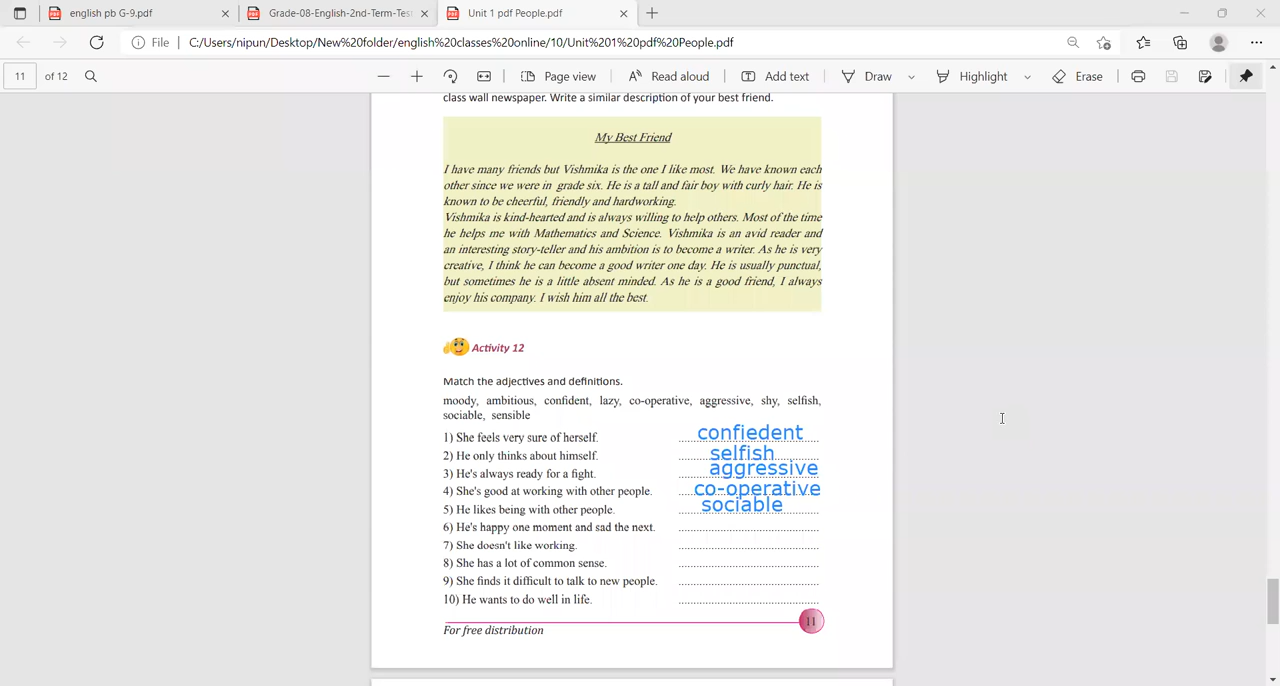 english pb G-9.pdf
Grade-08-English-2nd-Term-Tes
Unit 1 pdf People.pdf
File C:/Users/nipun/Desktop/New%20folder/english%20classes%20online/10/Unit%201%20pdf%20People.pdf
11 of 12
Page view
Read aloud
Add text
Draw
Highlight
Erase
class wall newspaper. Write a similar description of your best friend.
My Best Friend
I have many friends but Vishmika is the one I like most. We have known each
other since we were in grade six. He is a tall and fair boy with curly hair. He is
known to be cheerful, friendly and hardworking.
Vishmika is kind-hearted and is always willing to help others. Most of the time
he helps me with Mathematics and Science. Vishmika is an avid reader and
an interesting story-teller and his ambition is to become a writer. As he is very
creative, I think he can become a good writer one day. He is usually punctual,
but sometimes he is a little absent minded. As he is a good friend, I always
enjoy his company. I wish him all the best.
Activity 12
Match the adjectives and definitions.
moody, ambitious, confident, lazy, co-operative, aggressive, shy, selfish,
sociable, sensible
1) She feels very sure of herself. confiedent
2) He only thinks about himself. selfish
3) He's always ready for a fight. aggressive
4) She's good at working with other people. co-operative
5) He likes being with other people. sociable
6) He's happy one moment and sad the next.
7) She doesn't like working.
8) She has a lot of common sense.
9) She finds it difficult to talk to new people.
10) He wants to do well in life.
11
For free distribution